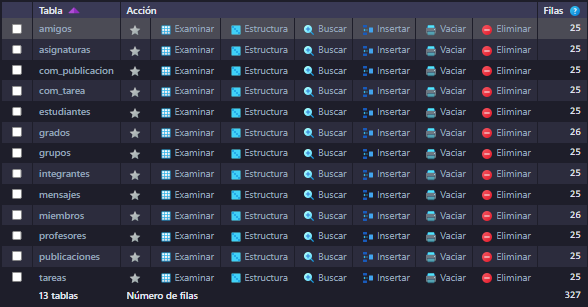 Tabla Acción Filas
amigos Examinar Estructura Buscar Insertar Vaciar Eliminar 25
asignaturas Examinar Estructura Buscar Insertar Vaciar Eliminar 25
com_publicacion Examinar Estructura Buscar Insertar Vaciar Eliminar 25
com_tarea Examinar Estructura Buscar Insertar Vaciar Eliminar 25
estudiantes Examinar Estructura Buscar Insertar Vaciar Eliminar 25
grados Examinar Estructura Buscar Insertar Vaciar Eliminar 26
grupos Examinar Estructura Buscar Insertar Vaciar Eliminar 25
integrantes Examinar Estructura Buscar Insertar Vaciar Eliminar 25
mensajes Examinar Estructura Buscar Insertar Vaciar Eliminar 25
miembros Examinar Estructura Buscar Insertar Vaciar Eliminar 26
profesores Examinar Estructura Buscar Insertar Vaciar Eliminar 25
publicaciones Examinar Estructura Buscar Insertar Vaciar Eliminar 25
tareas Examinar Estructura Buscar Insertar Vaciar Eliminar 25
13 tablas Número de filas 327